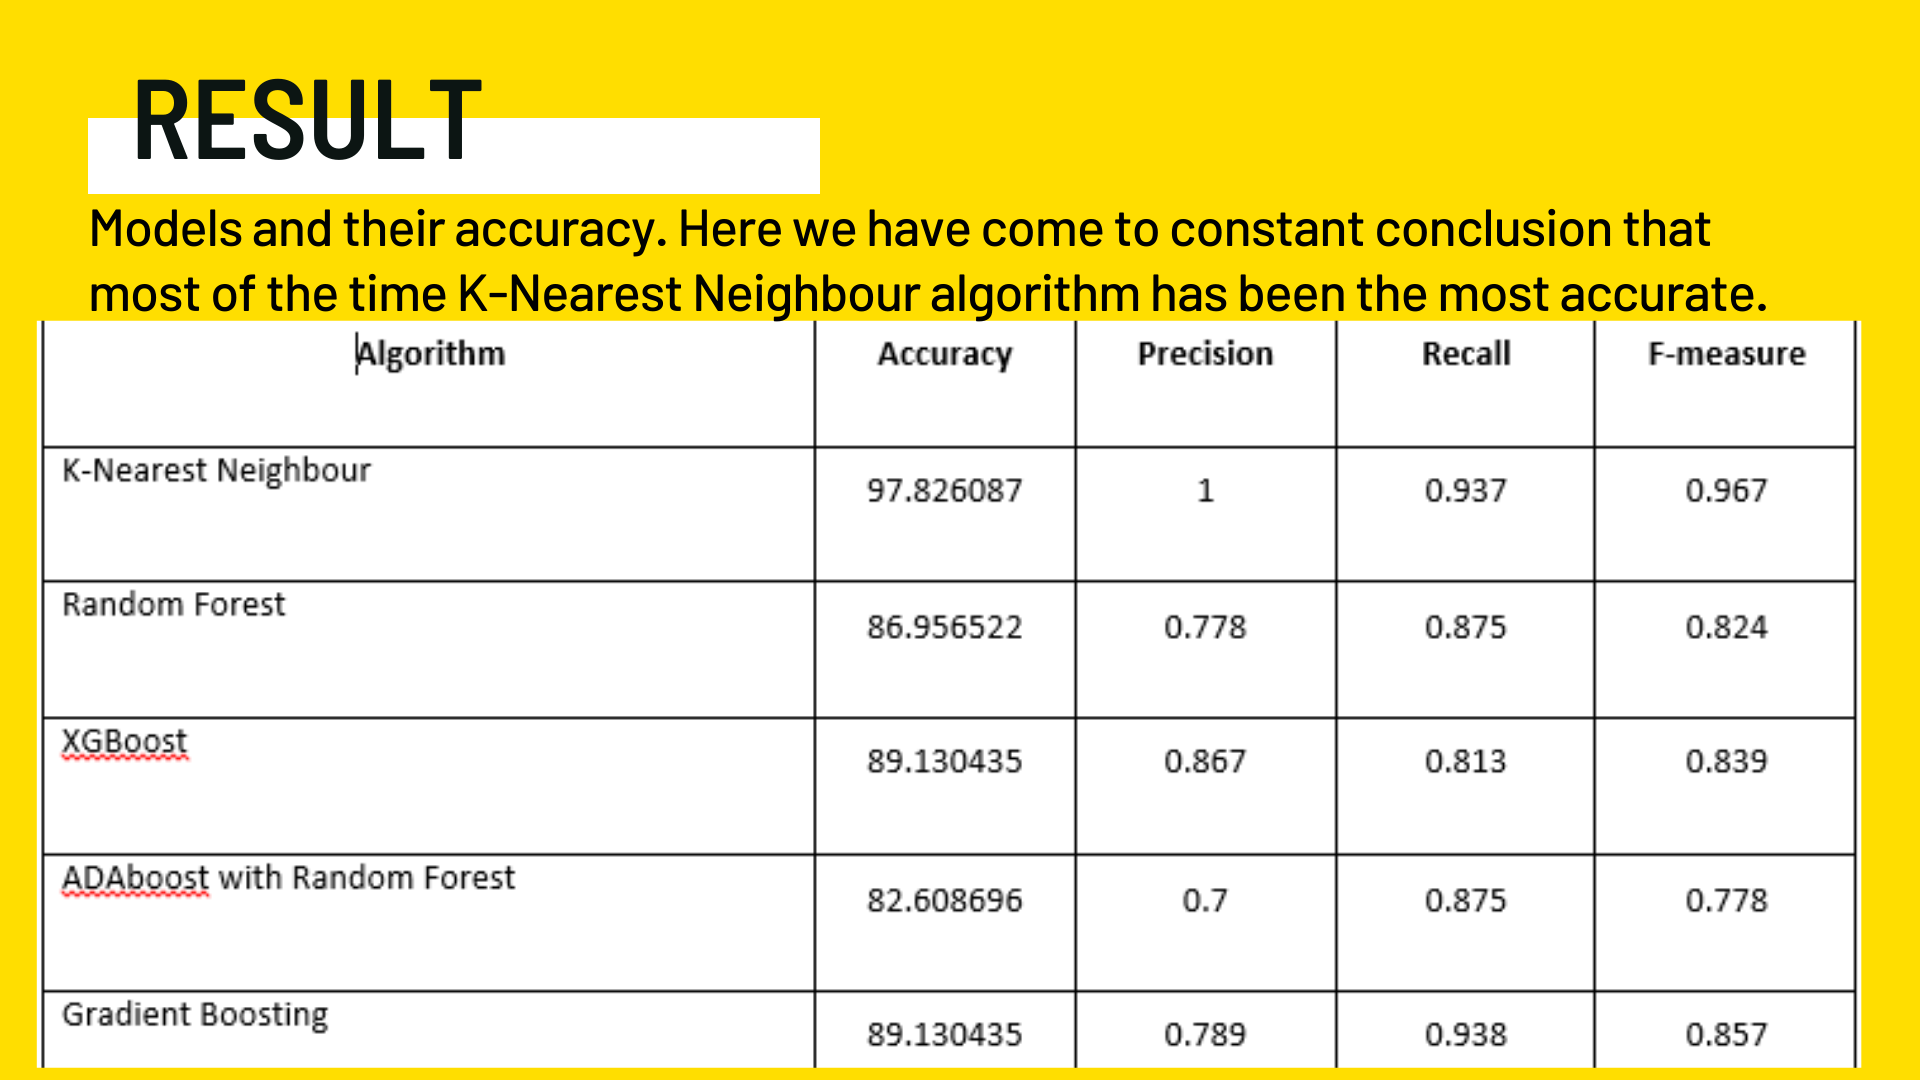 RESULT
Models and their accuracy. Here we have come to constant conclusion that
most of the time K-Nearest Neighbour algorithm has been the most accurate.
Algorithm Accuracy Precision Recall F-measure
K-Nearest Neighbour 97.826087 1 0.937 0.967
Random Forest 86.956522 0.778 0.875 0.824
XGBoost 89.130435 0.867 0.813 0.839
ADAboost with Random Forest 82.608696 0.7 0.875 0.778
Gradient Boosting 89.130435 0.789 0.938 0.857